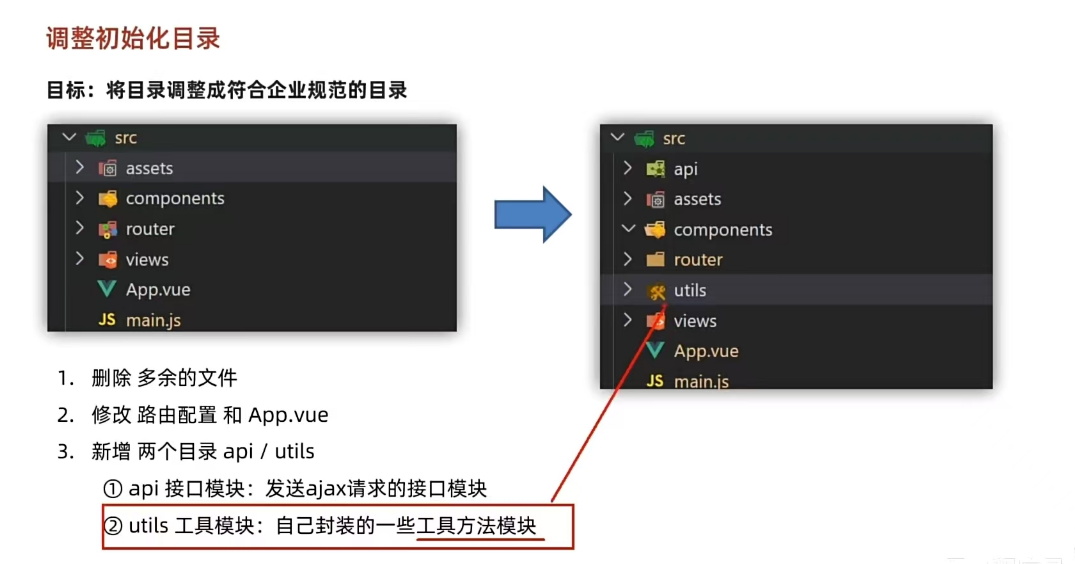 调整初始化目录
目标：将目录调整成符合企业规范的目录
src
assets
components
router
views
App.vue
JS main.js
src
api
assets
components
router
utils
views
App.vue
JS main.js
1. 删除 多余的文件
2. 修改 路由配置 和 App.vue
3. 新增 两个目录 api / utils
① api 接口模块：发送ajax请求的接口模块
② utils 工具模块：自己封装的一些工具方法模块